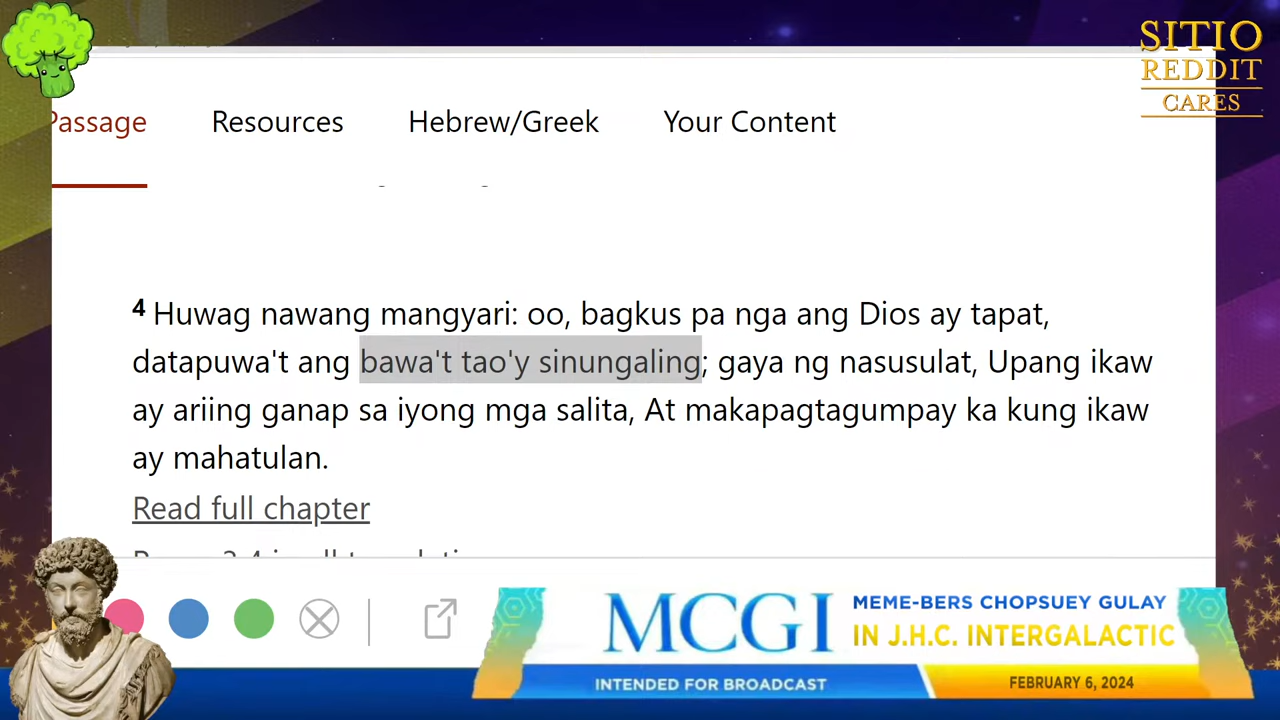 SITIO
REDDIT
CARES
Passage Resources Hebrew/Greek Your Content
4 Huwag nawang mangyari: oo, bagkus pa nga ang Dios ay tapat,
datapuwa't ang bawa't tao'y sinungaling; gaya ng nasusulat, Upang ikaw
ay ariing ganap sa iyong mga salita, At makapagtagumpay ka kung ikaw
ay mahatulan.
Read full chapter
MCGI
MEME-BERS CHOPSUEY GULAY
IN J.H.C. INTERGALACTIC
INTENDED FOR BROADCAST
FEBRUARY 6, 2024